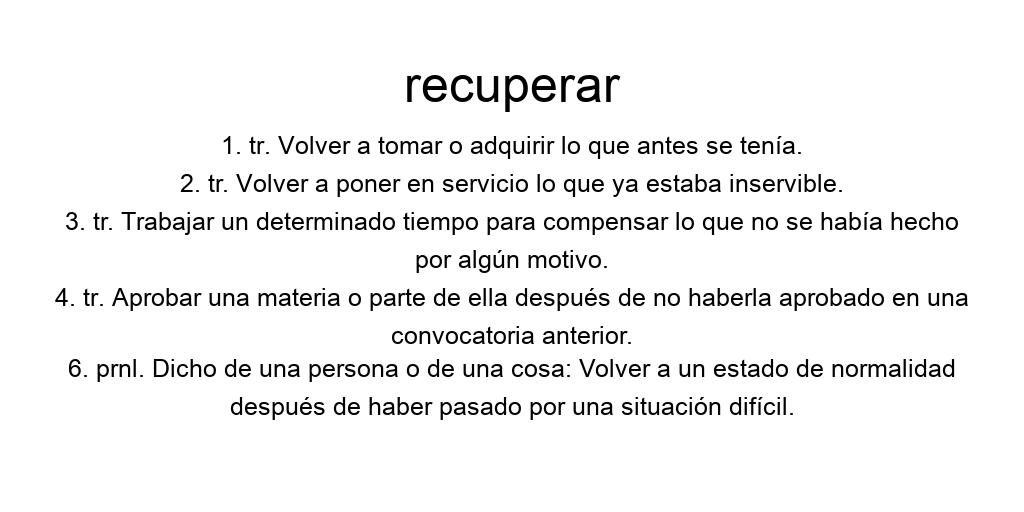 recuperar
1. tr. Volver a tomar o adquirir lo que antes se tenía.
2. tr. Volver a poner en servicio lo que ya estaba inservible.
3. tr. Trabajar un determinado tiempo para compensar lo que no se había hecho
por algún motivo.
4. tr. Aprobar una materia o parte de ella después de no haberla aprobado en una
convocatoria anterior.
6. prnl. Dicho de una persona o de una cosa: Volver a un estado de normalidad
después de haber pasado por una situación difícil.